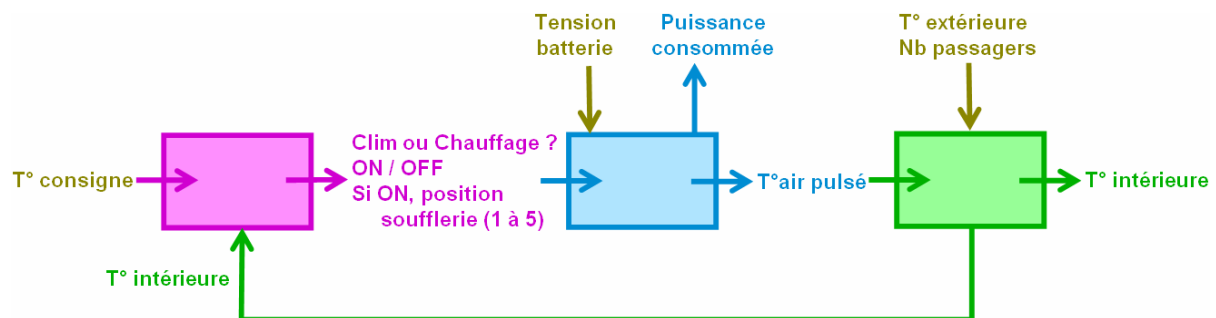 Tension
batterie
Puissance
consommée
T° extérieure
Nb passagers
T° consigne
Clim ou Chauffage ?
ON / OFF
Si ON, position
soufflerie (1 à 5)
T°air pulsé
T° intérieure
T° intérieure